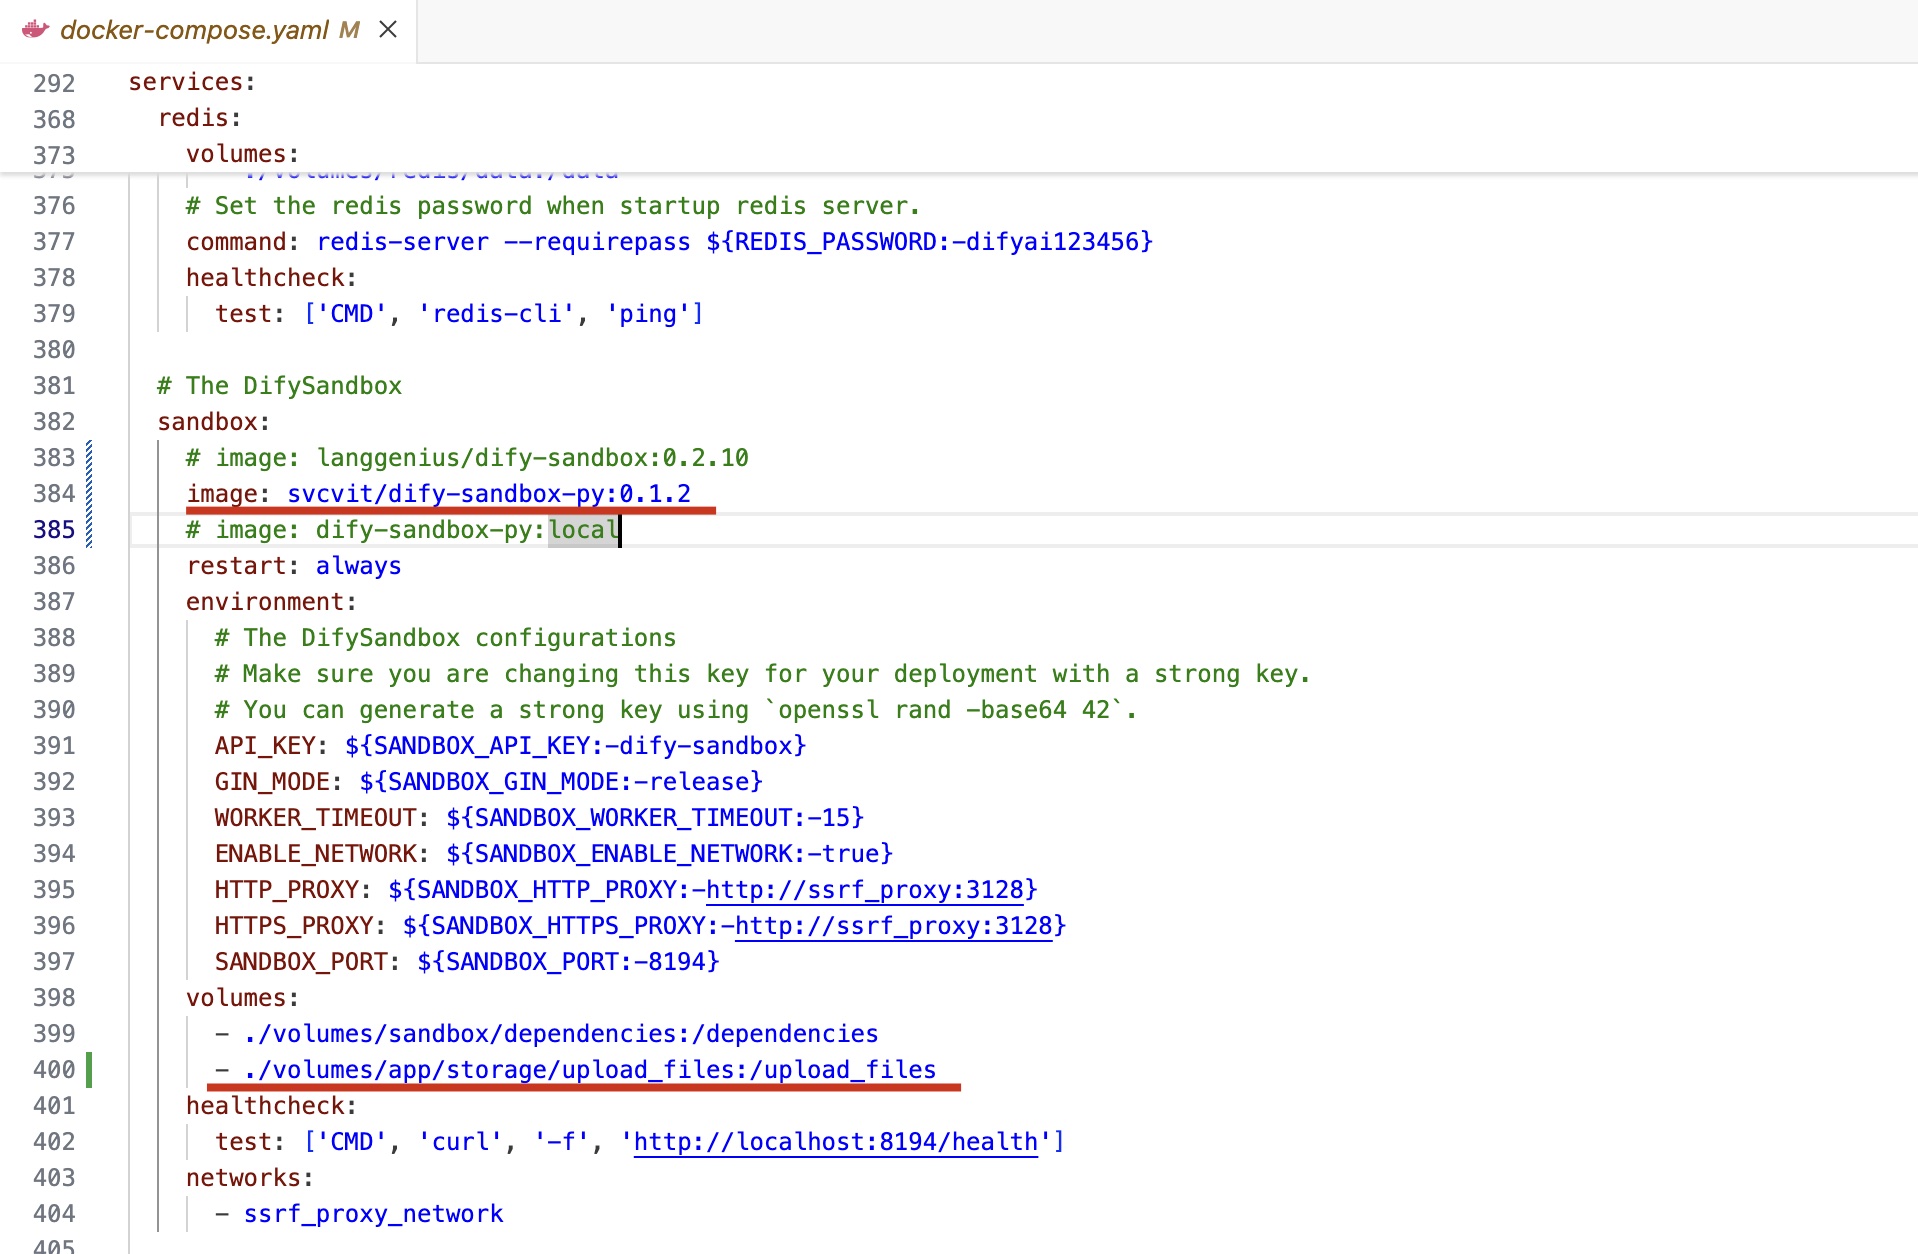 docker-compose.yaml M
292 services:
368 redis:
373 volumes:
375 ./volumes/redis/data:/data
376 # Set the redis password when startup redis server.
377 command: redis-server --requirepass ${REDIS_PASSWORD:-difyai123456}
378 healthcheck:
379 test: ['CMD', 'redis-cli', 'ping']
380
381 # The DifySandbox
382 sandbox:
383 # image: langgenius/dify-sandbox:0.2.10
384 image: svcvit/dify-sandbox-py:0.1.2
385 # image: dify-sandbox-py:local
386 restart: always
387 environment:
388 # The DifySandbox configurations
389 # Make sure you are changing this key for your deployment with a strong key.
390 # You can generate a strong key using `openssl rand -base64 42`.
391 API_KEY: ${SANDBOX_API_KEY:-dify-sandbox}
392 GIN_MODE: ${SANDBOX_GIN_MODE:-release}
393 WORKER_TIMEOUT: ${SANDBOX_WORKER_TIMEOUT:-15}
394 ENABLE_NETWORK: ${SANDBOX_ENABLE_NETWORK:-true}
395 HTTP_PROXY: ${SANDBOX_HTTP_PROXY:-http://ssrf_proxy:3128}
396 HTTPS_PROXY: ${SANDBOX_HTTPS_PROXY:-http://ssrf_proxy:3128}
397 SANDBOX_PORT: ${SANDBOX_PORT:-8194}
398 volumes:
399 - ./volumes/sandbox/dependencies:/dependencies
400 - ./volumes/app/storage/upload_files:/upload_files
401 healthcheck:
402 test: ['CMD', 'curl', '-f', 'http://localhost:8194/health']
403 networks:
404 - ssrf_proxy_network
405